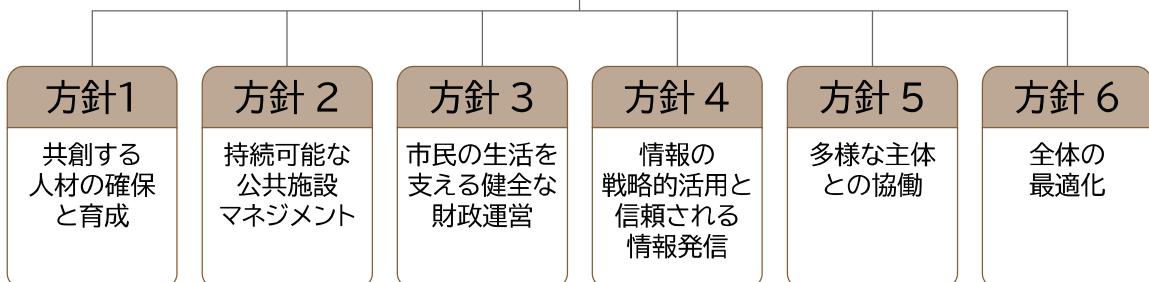 方針1
共創する
人材の確保
と育成
方針 2
持続可能な
公共施設
マネジメント
方針 3
市民の生活を
支える健全な
財政運営
方針 4
情報の
戦略的活用と
信頼される
情報発信
方針 5
多様な主体
との協働
方針 6
全体の
最適化